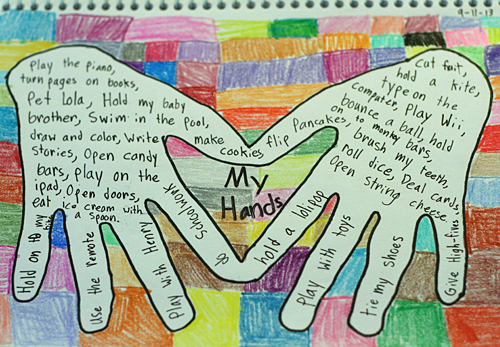 9-11-17
Play the piano,
turn pages on books,
Pet Lola, Hold my baby
brother, Swim in the pool,
draw and color, Write
stories, Open candy
bars, play on the
ipad, Open doors,
eat Ice cream with
a spoon.
make
cookies,
flip Pancakes,
Cut fruit,
hold a kite,
type on the
computer, Play Wii,
bounce a ball, hold
on to monkey bars,
brush my teeth,
roll dice, Deal cards,
Open String cheese
My
Hands
Hold on to my
bike
Use the remote
Play with Henry
do
Schoolwork
hold a lolipop
Play with toys
tie my shoes
Give high-fives